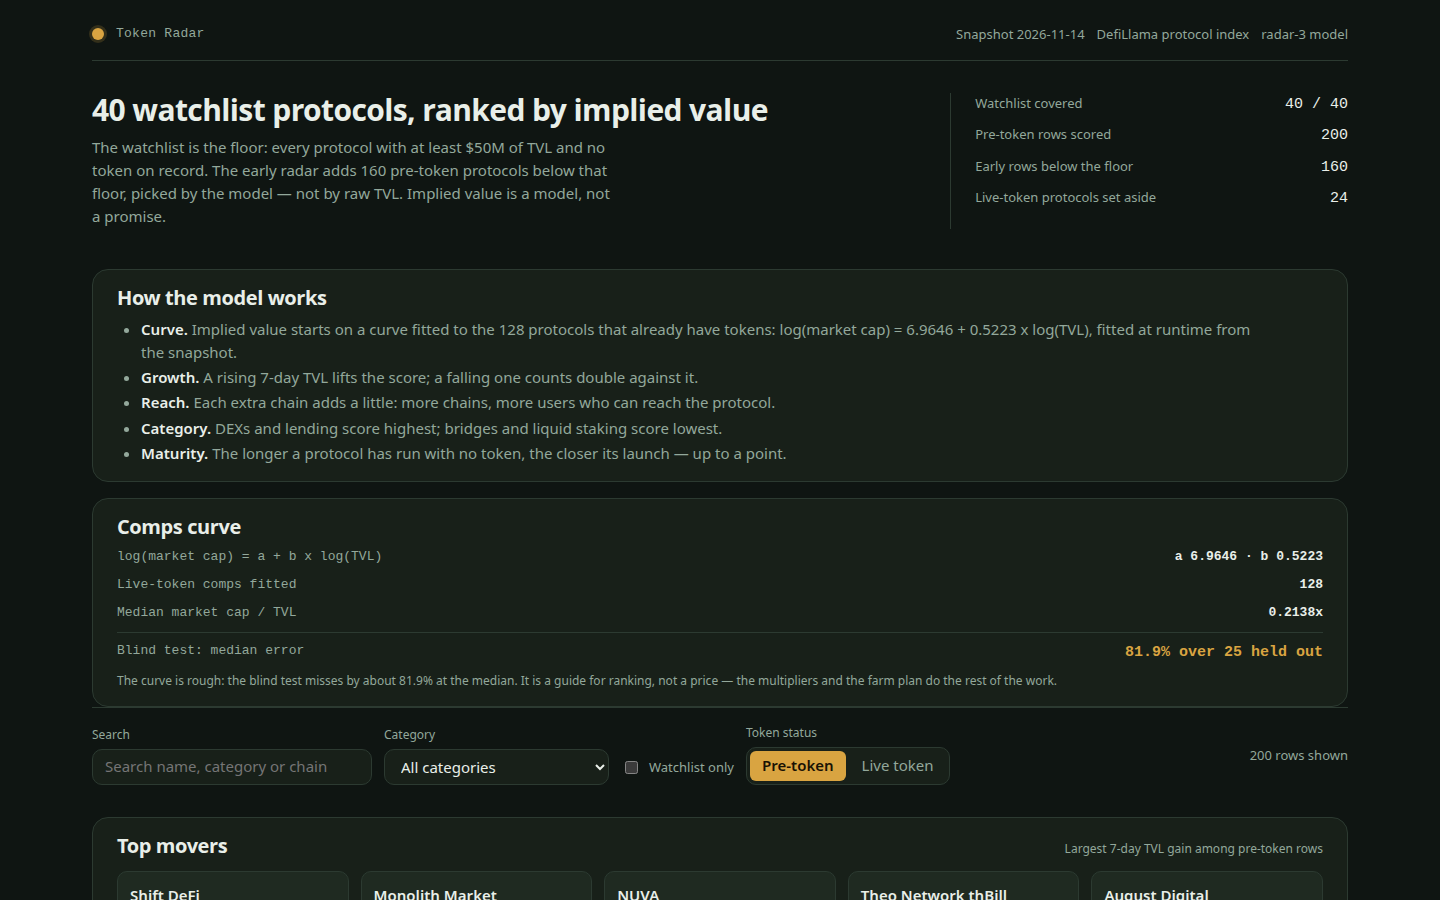 Token Radar
Snapshot 2026-11-14 DefiLlama protocol index radar-3 model
40 watchlist protocols, ranked by implied value
The watchlist is the floor: every protocol with at least $50M of TVL and no
token on record. The early radar adds 160 pre-token protocols below that
floor, picked by the model — not by raw TVL. Implied value is a model, not
a promise.
Watchlist covered 40 / 40
Pre-token rows scored 200
Early rows below the floor 160
Live-token protocols set aside 24
How the model works
• Curve. Implied value starts on a curve fitted to the 128 protocols that already have tokens: log(market cap) = 6.9646 + 0.5223 x log(TVL), fitted at runtime from
the snapshot.
• Growth. A rising 7-day TVL lifts the score; a falling one counts double against it.
• Reach. Each extra chain adds a little: more chains, more users who can reach the protocol.
• Category. DEXs and lending score highest; bridges and liquid staking score lowest.
• Maturity. The longer a protocol has run with no token, the closer its launch — up to a point.
Comps curve
log(market cap) = a + b x log(TVL) a 6.9646 · b 0.5223
Live-token comps fitted 128
Median market cap / TVL 0.2138x
Blind test: median error 81.9% over 25 held out
The curve is rough: the blind test misses by about 81.9% at the median. It is a guide for ranking, not a price — the multipliers and the farm plan do the rest of the work.
Search Category Token status
Search name, category or chain All categories Watchlist only Pre-token Live token 200 rows shown
Top movers Largest 7-day TVL gain among pre-token rows
Shift DeFi Monolith Market NUVA Theo Network thBill August Digital